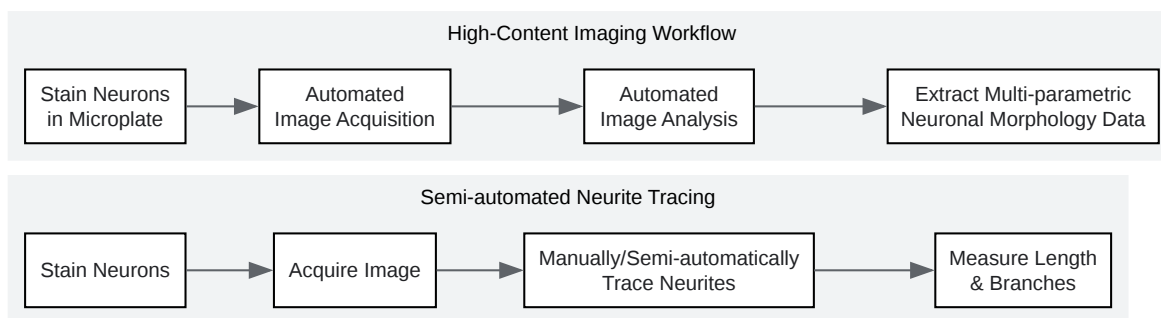 High-Content Imaging Workflow
Stain Neurons
in Microplate
Automated
Image Acquisition
Automated
Image Analysis
Extract Multi-parametric
Neuronal Morphology Data
Semi-automated Neurite Tracing
Stain Neurons
Acquire Image
Manually/Semi-automatically
Trace Neurites
Measure Length
& Branches